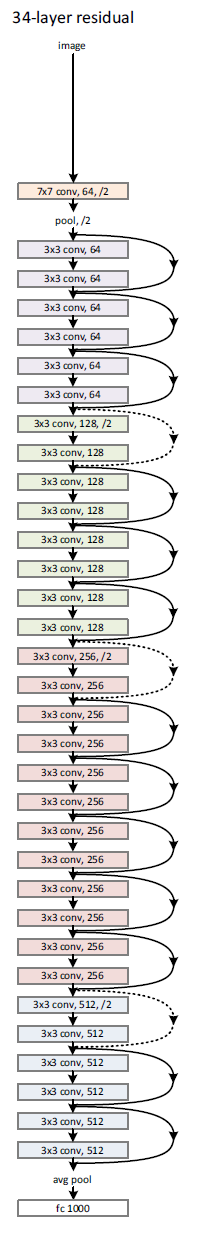 34-layer residual
image
7x7 conv, 64, /2
pool, /2
3x3 conv, 64
3x3 conv, 64
3x3 conv, 64
3x3 conv, 64
3x3 conv, 64
3x3 conv, 64
3x3 conv, 128, /2
3x3 conv, 128
3x3 conv, 128
3x3 conv, 128
3x3 conv, 128
3x3 conv, 128
3x3 conv, 128
3x3 conv, 128
3x3 conv, 256, /2
3x3 conv, 256
3x3 conv, 256
3x3 conv, 256
3x3 conv, 256
3x3 conv, 256
3x3 conv, 256
3x3 conv, 256
3x3 conv, 256
3x3 conv, 256
3x3 conv, 256
3x3 conv, 256
3x3 conv, 512, /2
3x3 conv, 512
3x3 conv, 512
3x3 conv, 512
3x3 conv, 512
3x3 conv, 512
avg pool
fc 1000